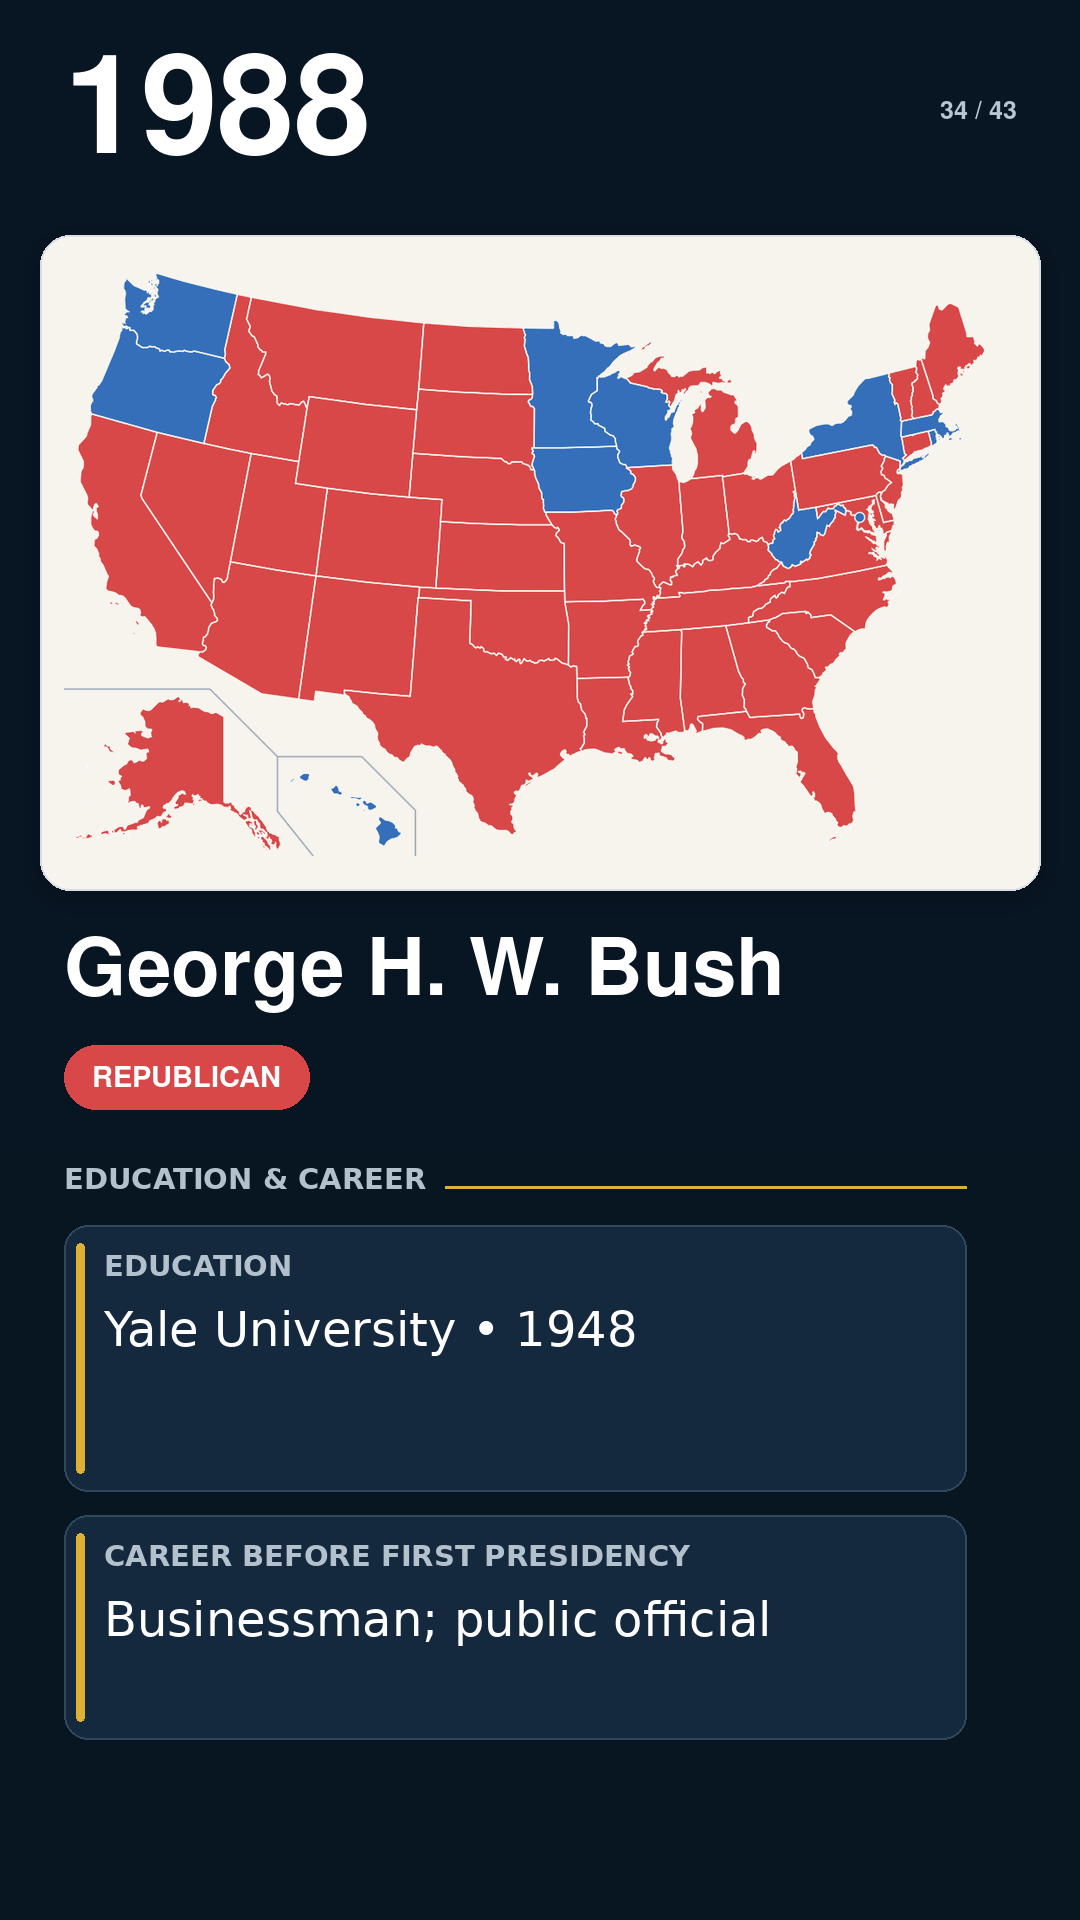 1988
34 / 43
George H. W. Bush
REPUBLICAN
EDUCATION & CAREER
EDUCATION
Yale University • 1948
CAREER BEFORE FIRST PRESIDENCY
Businessman; public official